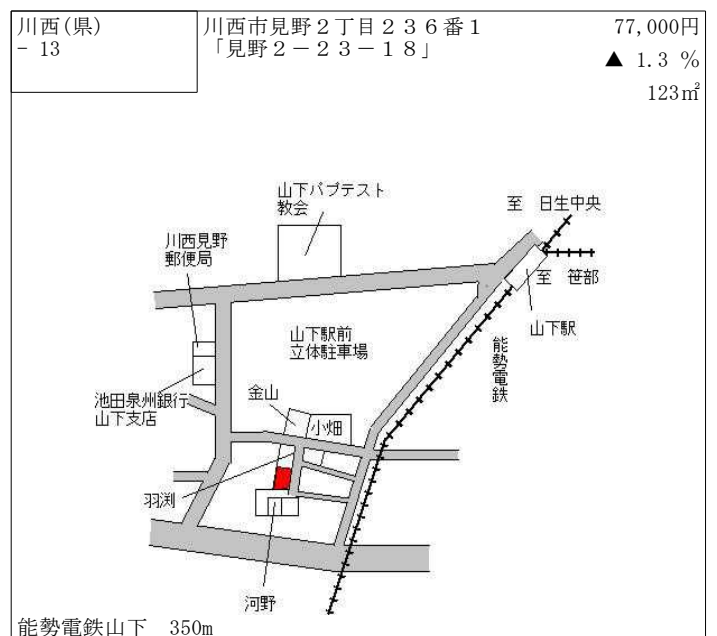 川西(県)
- 13
川西市見野２丁目２３６番１
「見野２－２３－１８」
77,000円
▲ 1.3 %
123㎡
山下バプテスト
教会
至　日生中央
川西見野
郵便局
至　笹部
山下駅
山下駅前
立体駐車場
能勢電鉄
池田泉州銀行
山下支店
金山
小畑
羽渕
河野
能勢電鉄山下　350m